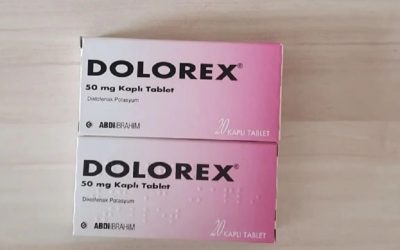 DOLOREX®
50 mg Kaplı Tablet
Diklofenak Potasyum
ABDİ İBRAHİM
20 KAPLI TABLET
DOLOREX®
50 mg Kaplı Tablet
Diklofenak Potasyum
ABDİ İBRAHİM
20 KAPLI TABLET